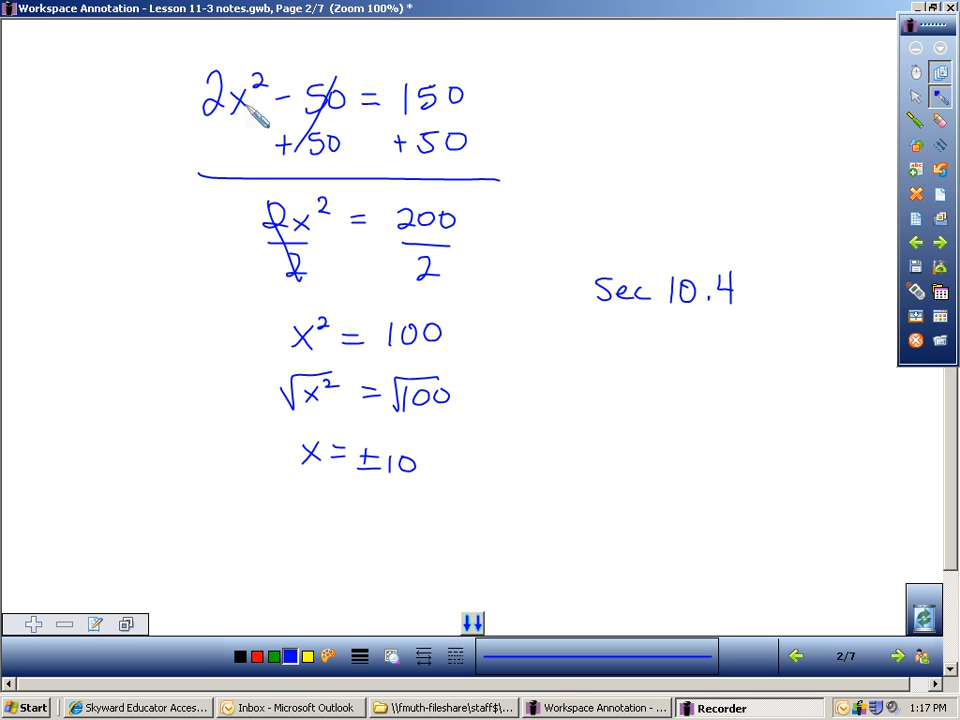 Workspace Annotation - Lesson 11-3 notes.gwb, Page 2/7 (Zoom 100%) *
2x² - 50 = 150
+50 +50
2x² = 200
2 2
Sec 10.4
x² = 100
√x² = √100
x = ±10
2/7
Start
Skyward Educator Acces...
Inbox - Microsoft Outlook
\\fmuth-fileshare\staff$\...
Workspace Annotation - ...
Recorder
1:17 PM